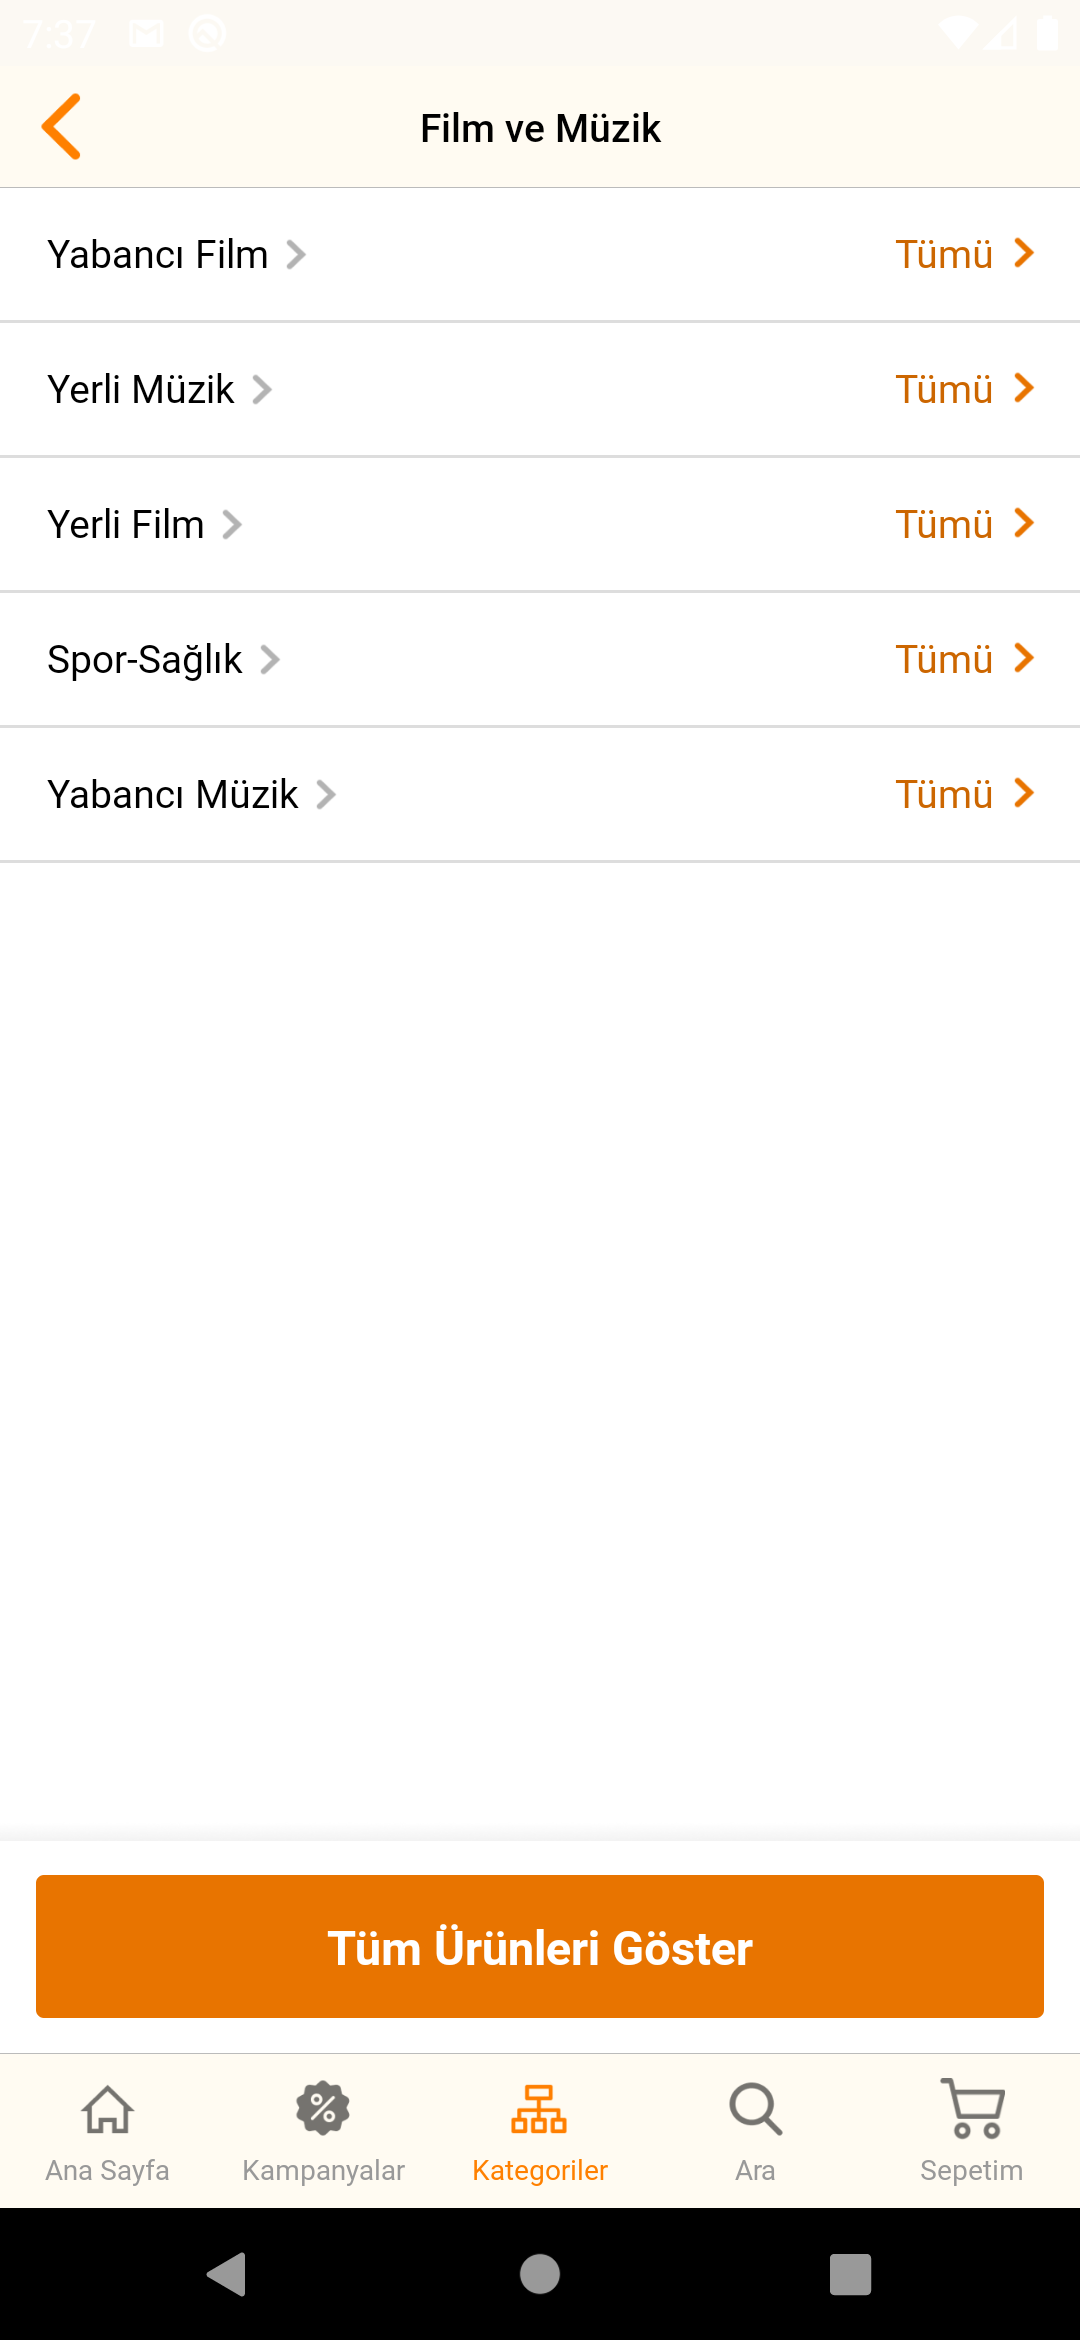 7:37
Film ve Müzik
Yabancı Film Tümü
Yerli Müzik Tümü
Yerli Film Tümü
Spor-Sağlık Tümü
Yabancı Müzik Tümü
Tüm Ürünleri Göster
Ana Sayfa Kampanyalar Kategoriler Ara Sepetim